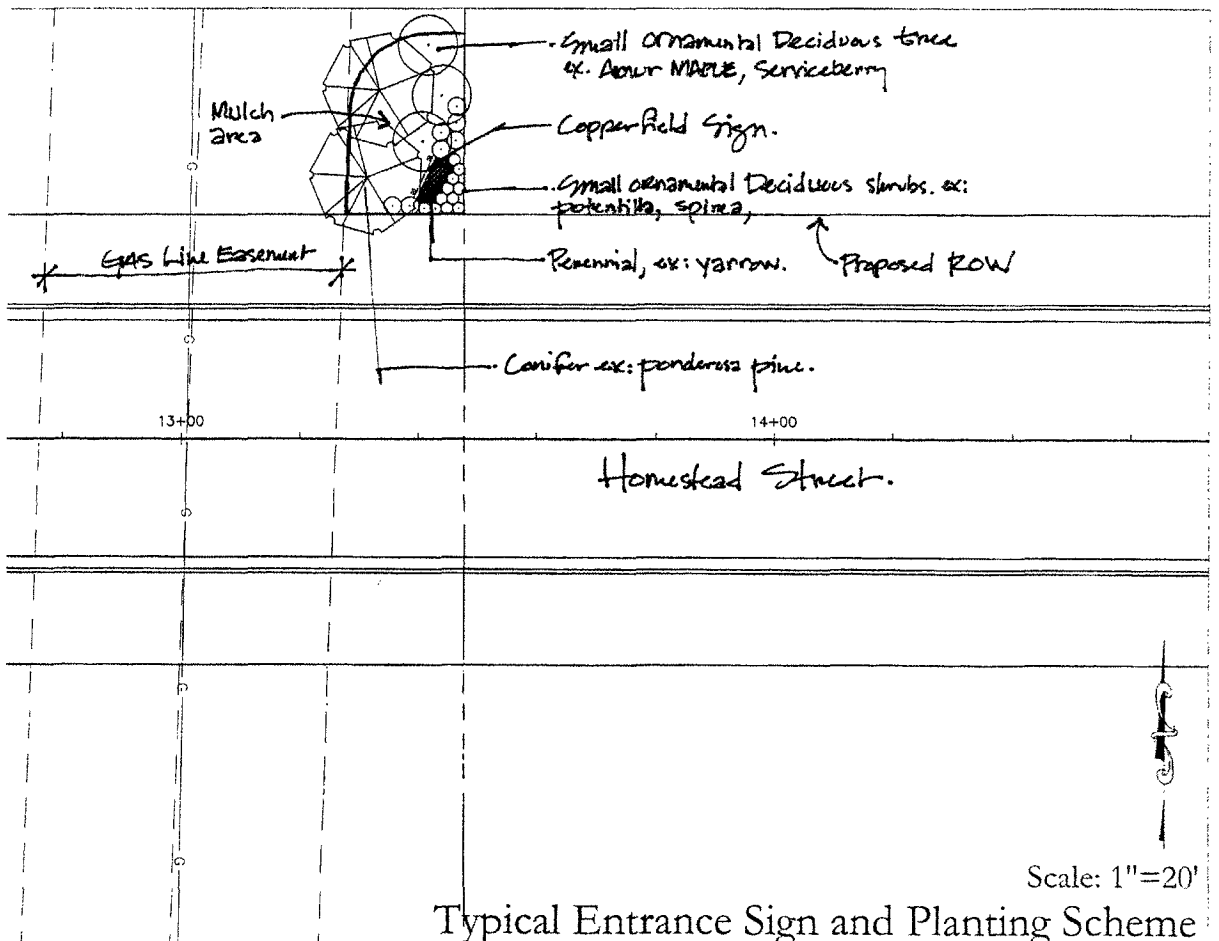 Small ornamental Deciduous tree
ex. Amur MAPLE, Serviceberry
Mulch
area
Copperfield Sign.
Small ornamental Deciduous shrubs. ex:
potentilla, spirea,
GAS Line Easement
Perennial, ex: yarrow.
Proposed ROW
Conifer ex: ponderosa pine.
13+00
14+00
Homestead Street.
G
G
G
G
G
Scale: 1"=20'
Typical Entrance Sign and Planting Scheme